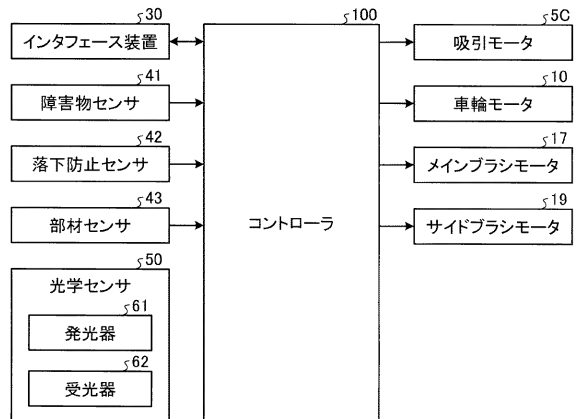 30
インタフェース装置
41
障害物センサ
42
落下防止センサ
43
部材センサ
50
光学センサ
61
発光器
62
受光器
100
コントローラ
5C
吸引モータ
10
車輪モータ
17
メインブラシモータ
19
サイドブラシモータ